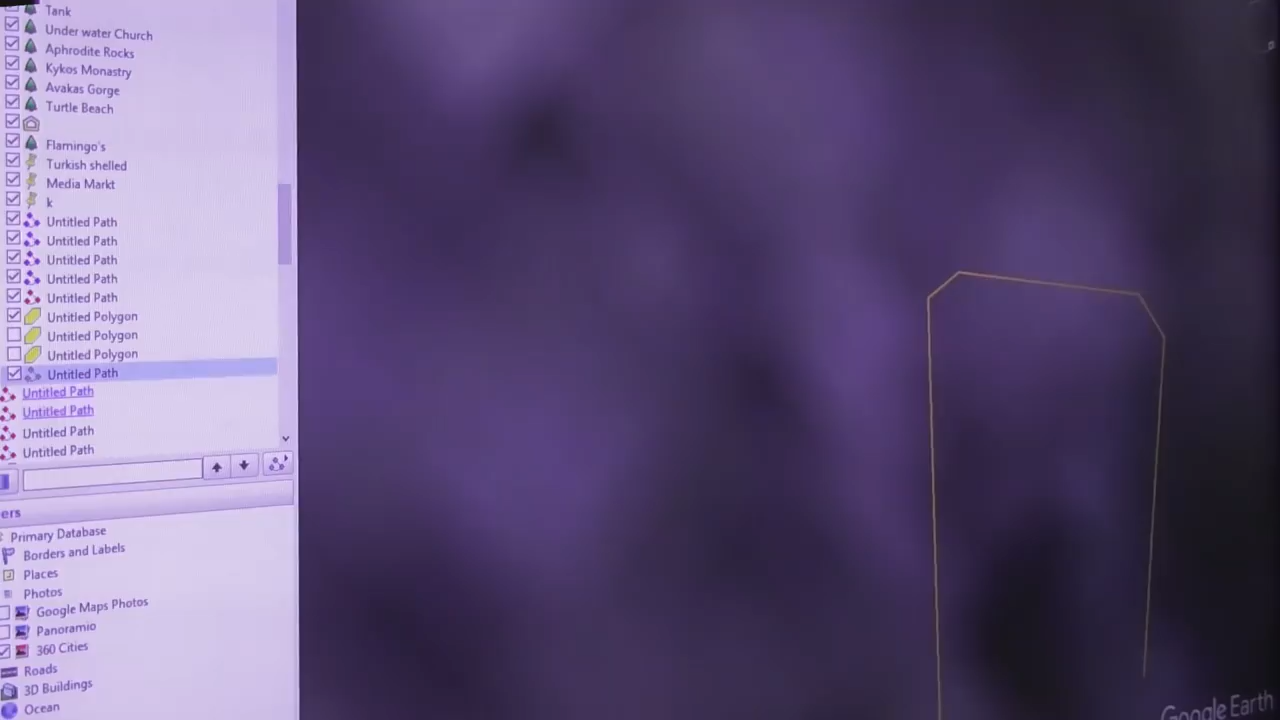 Tank
Under water Church
Aphrodite Rocks
Kykos Monastry
Avakas Gorge
Turtle Beach
Flamingo's
Turkish shelled
Media Markt
k
Untitled Path
Untitled Path
Untitled Path
Untitled Path
Untitled Path
Untitled Polygon
Untitled Polygon
Untitled Polygon
Untitled Path
Untitled Path
Untitled Path
Untitled Path
Untitled Path
ers
Primary Database
Borders and Labels
Places
Photos
Google Maps Photos
Panoramio
360 Cities
Roads
3D Buildings
Ocean
Google Earth